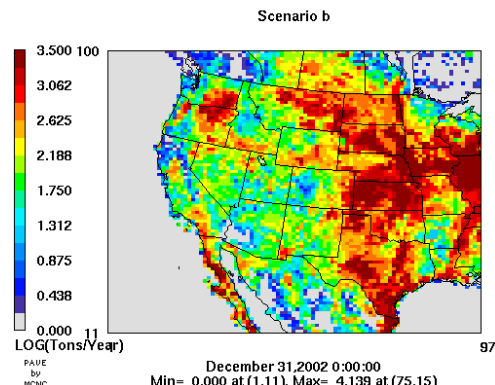 Scenario b
3.500 100
3.062
2.625
2.188
1.750
1.312
0.875
0.438
0.000 11
LOG(Tons/Year) 97
PAVE
by
MCNC
December 31,2002 0:00:00
Min= 0.000 at (1,11), Max= 4.139 at (75,15)